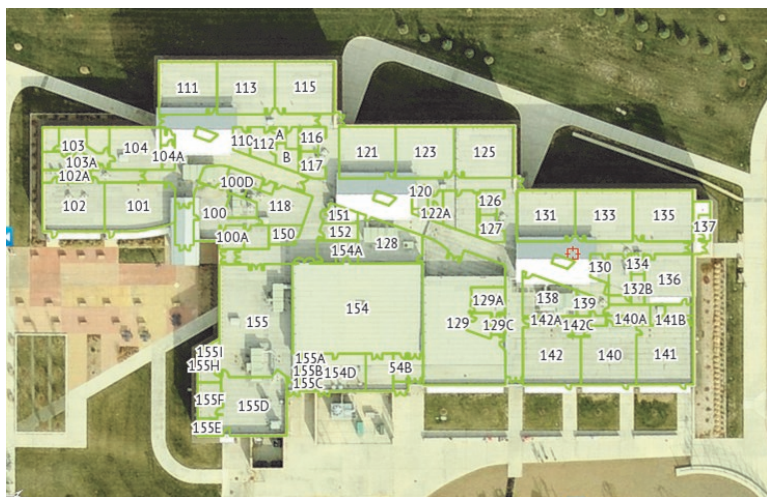 111 113 115
103 104 110 112 A 116
103A 104A B 117 121 123 125
102A
102 101 100 100D 118 120 126
151 122A 131 133 135
100A 150 152 127 137
154A 128
130 134 136
132B
155 154 129A 138 139
129 129C 142A 142C 140A 141B
155I 155A 142 140 141
155H 155B 154D 54B
155C
155F 155D
155E